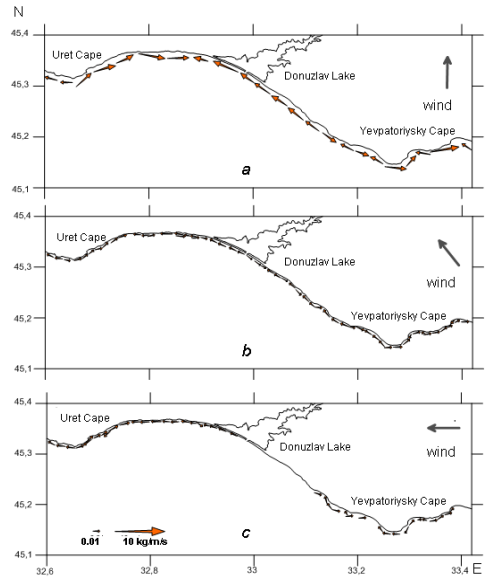 N
45,4
Uret Cape
45,3
Donuzlav Lake
wind
45,2
Yevpatoriysky Cape
a
45,1
45,4
Uret Cape
45,3
Donuzlav Lake
wind
45,2
Yevpatoriysky Cape
b
45,1
45,4
Uret Cape
45,3
Donuzlav Lake
wind
45,2
Yevpatoriysky Cape
0.01 10 kg/m/s
c
45,1
32,6 32,8 33 33,2 33,4 E